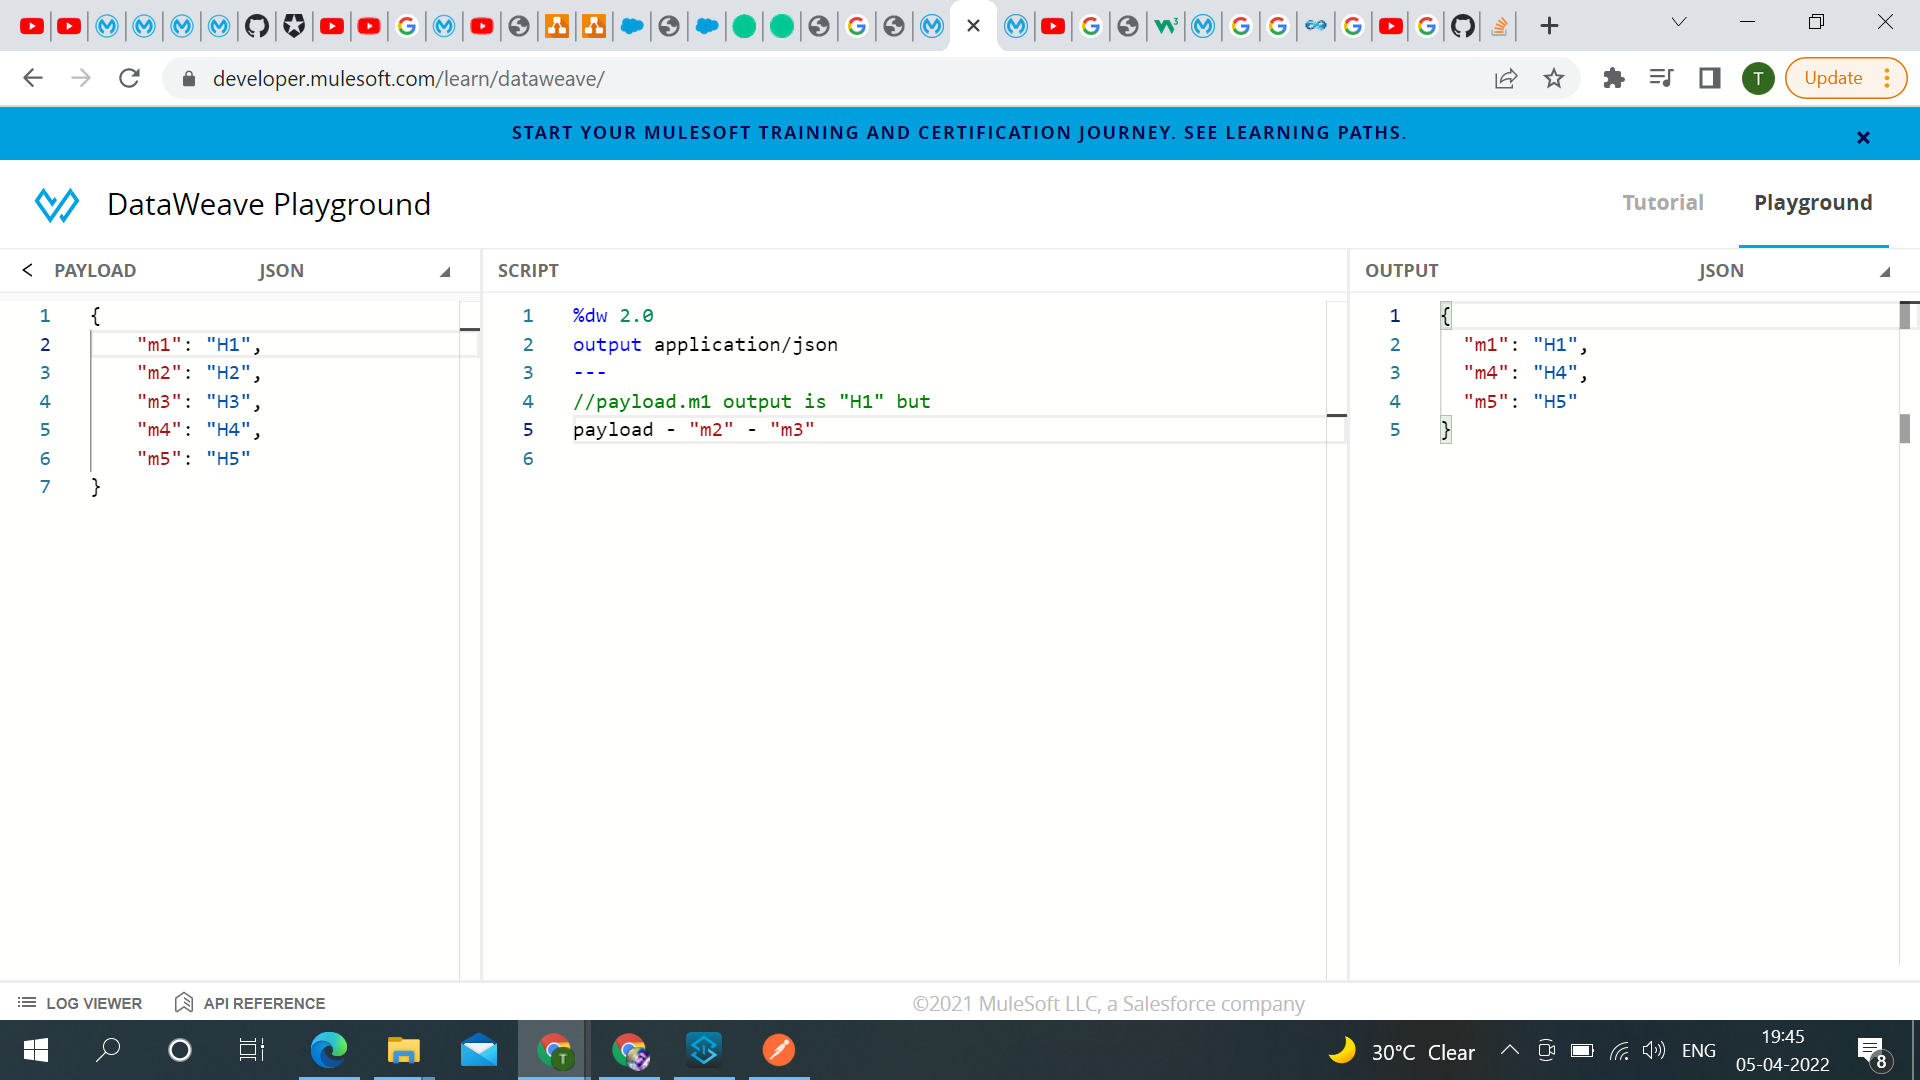 developer.mulesoft.com/learn/dataweave/
T
Update
START YOUR MULESOFT TRAINING AND CERTIFICATION JOURNEY. SEE LEARNING PATHS.
DataWeave Playground
Tutorial
Playground
PAYLOAD
JSON
1 {
2 "m1": "H1",
3 "m2": "H2",
4 "m3": "H3",
5 "m4": "H4",
6 "m5": "H5"
7 }
SCRIPT
1 %dw 2.0
2 output application/json
3 ---
4 //payload.m1 output is "H1" but
5 payload - "m2" - "m3"
6
OUTPUT
JSON
1 {
2 "m1": "H1",
3 "m4": "H4",
4 "m5": "H5"
5 }
LOG VIEWER
API REFERENCE
©2021 MuleSoft LLC, a Salesforce company
T
30°C Clear
ENG
19:45
05-04-2022
8